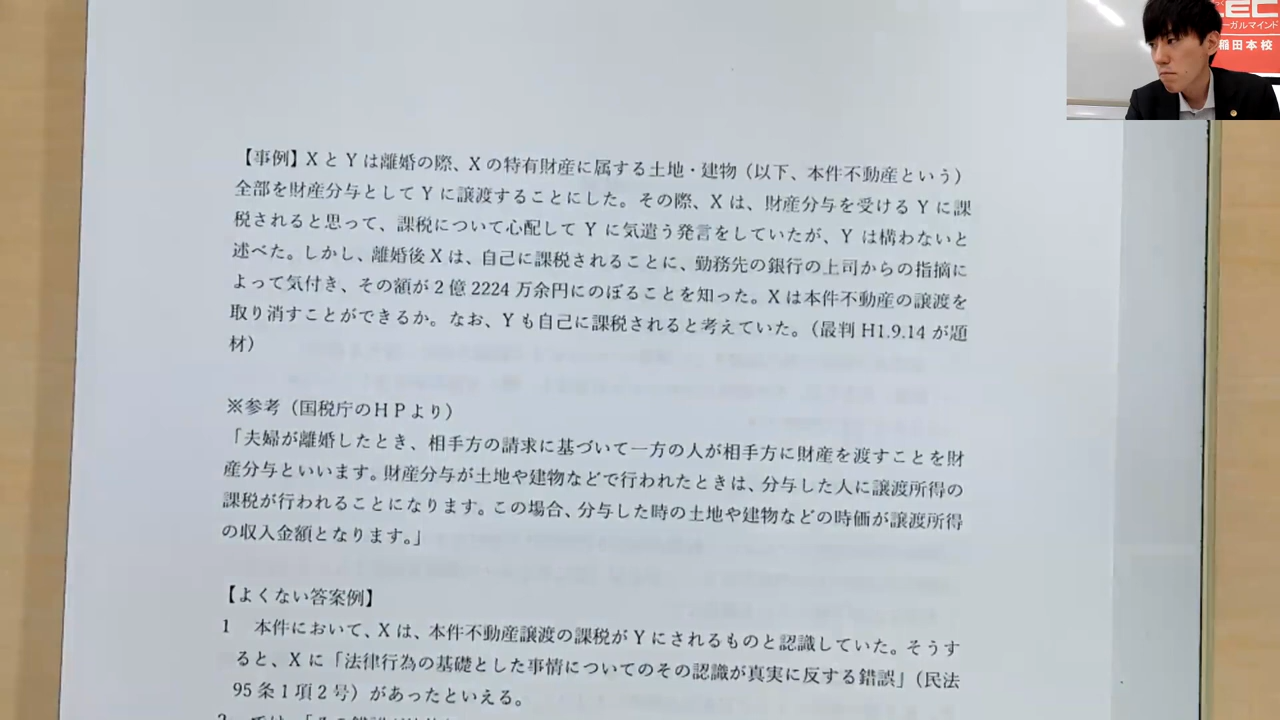 LEC
ーガルマインド
稲田本校
【事例】XとYは離婚の際、Xの特有財産に属する土地・建物（以下、本件不動産という）
全部を財産分与としてYに譲渡することにした。その際、Xは、財産分与を受けるYに課
税されると思って、課税について心配してYに気遣う発言をしていたが、Yは構わないと
述べた。しかし、離婚後Xは、自己に課税されることに、勤務先の銀行の上司からの指摘に
よって気付き、その額が2億2224万余円にのぼることを知った。Xは本件不動産の譲渡を
取り消すことができるか。なお、Yも自己に課税されると考えていた。（最判H1.9.14が題
材）
※参考（国税庁のHPより）
「夫婦が離婚したとき、相手方の請求に基づいて一方の人が相手方に財産を渡すことを財
産分与といいます。財産分与が土地や建物などで行われたときは、分与した人に譲渡所得の
課税が行われることになります。この場合、分与した時の土地や建物などの時価が譲渡所得
の収入金額となります。」
【よくない答案例】
1　本件において、Xは、本件不動産譲渡の課税がYにされるものと認識していた。そうす
ると、Xに「法律行為の基礎とした事情についてのその認識が真実に反する錯誤」（民法
95条1項2号）があったといえる。